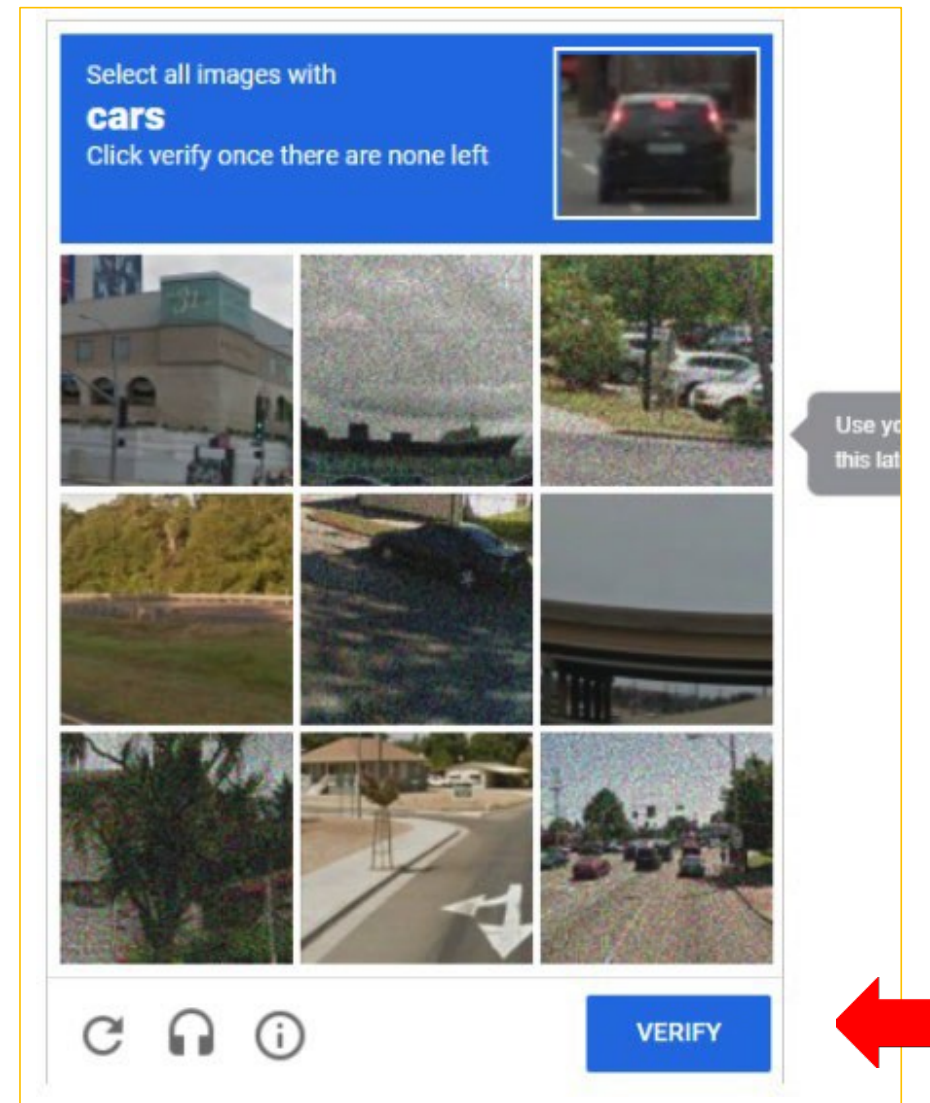 Select all images with
cars
Click verify once there are none left
Use yo
this lat
VERIFY